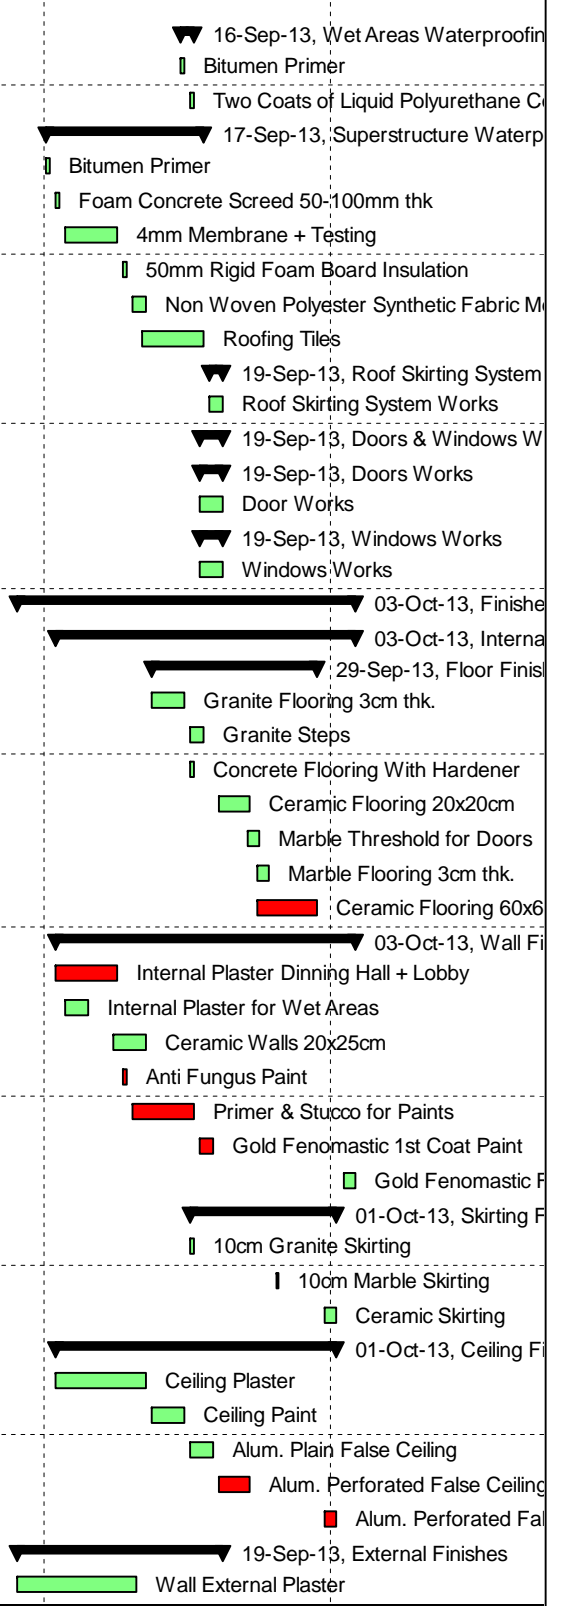 16-Sep-13, Wet Areas Waterproofin
Bitumen Primer
Two Coats of Liquid Polyurethane C
17-Sep-13, Superstructure Waterp
Bitumen Primer
Foam Concrete Screed 50-100mm thk
4mm Membrane + Testing
50mm Rigid Foam Board Insulation
Non Woven Polyester Synthetic Fabric M
Roofing Tiles
19-Sep-13, Roof Skirting System
Roof Skirting System Works
19-Sep-13, Doors & Windows W
19-Sep-13, Doors Works
Door Works
19-Sep-13, Windows Works
Windows Works
03-Oct-13, Finishe
03-Oct-13, Interna
29-Sep-13, Floor Finis
Granite Flooring 3cm thk.
Granite Steps
Concrete Flooring With Hardener
Ceramic Flooring 20x20cm
Marble Threshold for Doors
Marble Flooring 3cm thk.
Ceramic Flooring 60x6
03-Oct-13, Wall Fi
Internal Plaster Dinning Hall + Lobby
Internal Plaster for Wet Areas
Ceramic Walls 20x25cm
Anti Fungus Paint
Primer & Stucco for Paints
Gold Fenomastic 1st Coat Paint
Gold Fenomastic F
01-Oct-13, Skirting F
10cm Granite Skirting
10cm Marble Skirting
Ceramic Skirting
01-Oct-13, Ceiling Fi
Ceiling Plaster
Ceiling Paint
Alum. Plain False Ceiling
Alum. Perforated False Ceiling
Alum. Perforated Fal
19-Sep-13, External Finishes
Wall External Plaster